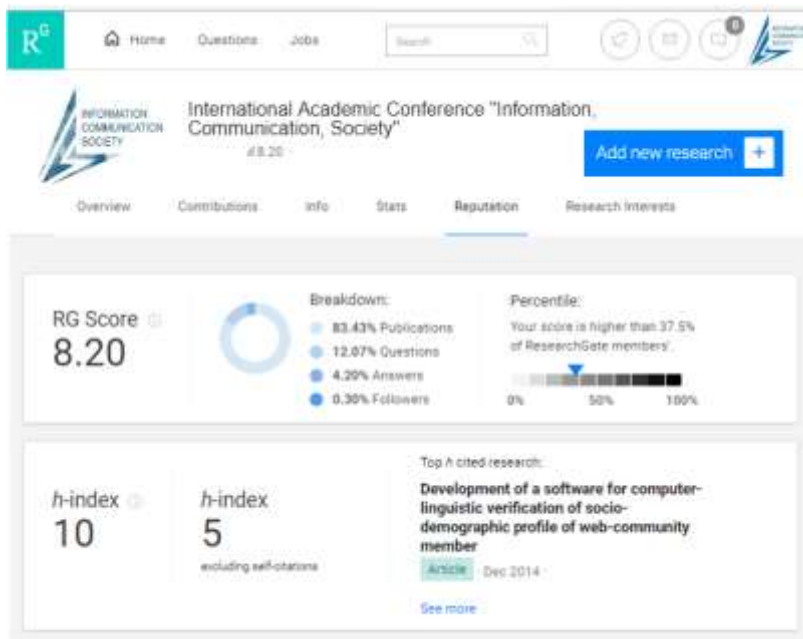 RG
Home Questions Jobs Search 0
INFORMATION
COMMUNICATION
SOCIETY
International Academic Conference "Information,
Communication, Society"
8.20
Add new research +
Overview Contributions Info Stats Reputation Research Interests
RG Score
8.20
Breakdown:
83.43% Publications
12.07% Questions
4.20% Answers
0.30% Followers
Percentile:
Your score is higher than 37.5%
of ResearchGate members'.
0% 50% 100%
h-index
10
h-index
5
excluding self-citations
Top h cited research:
Development of a software for computer-
linguistic verification of socio-
demographic profile of web-community
member
Article · Dec 2014 ·
See more